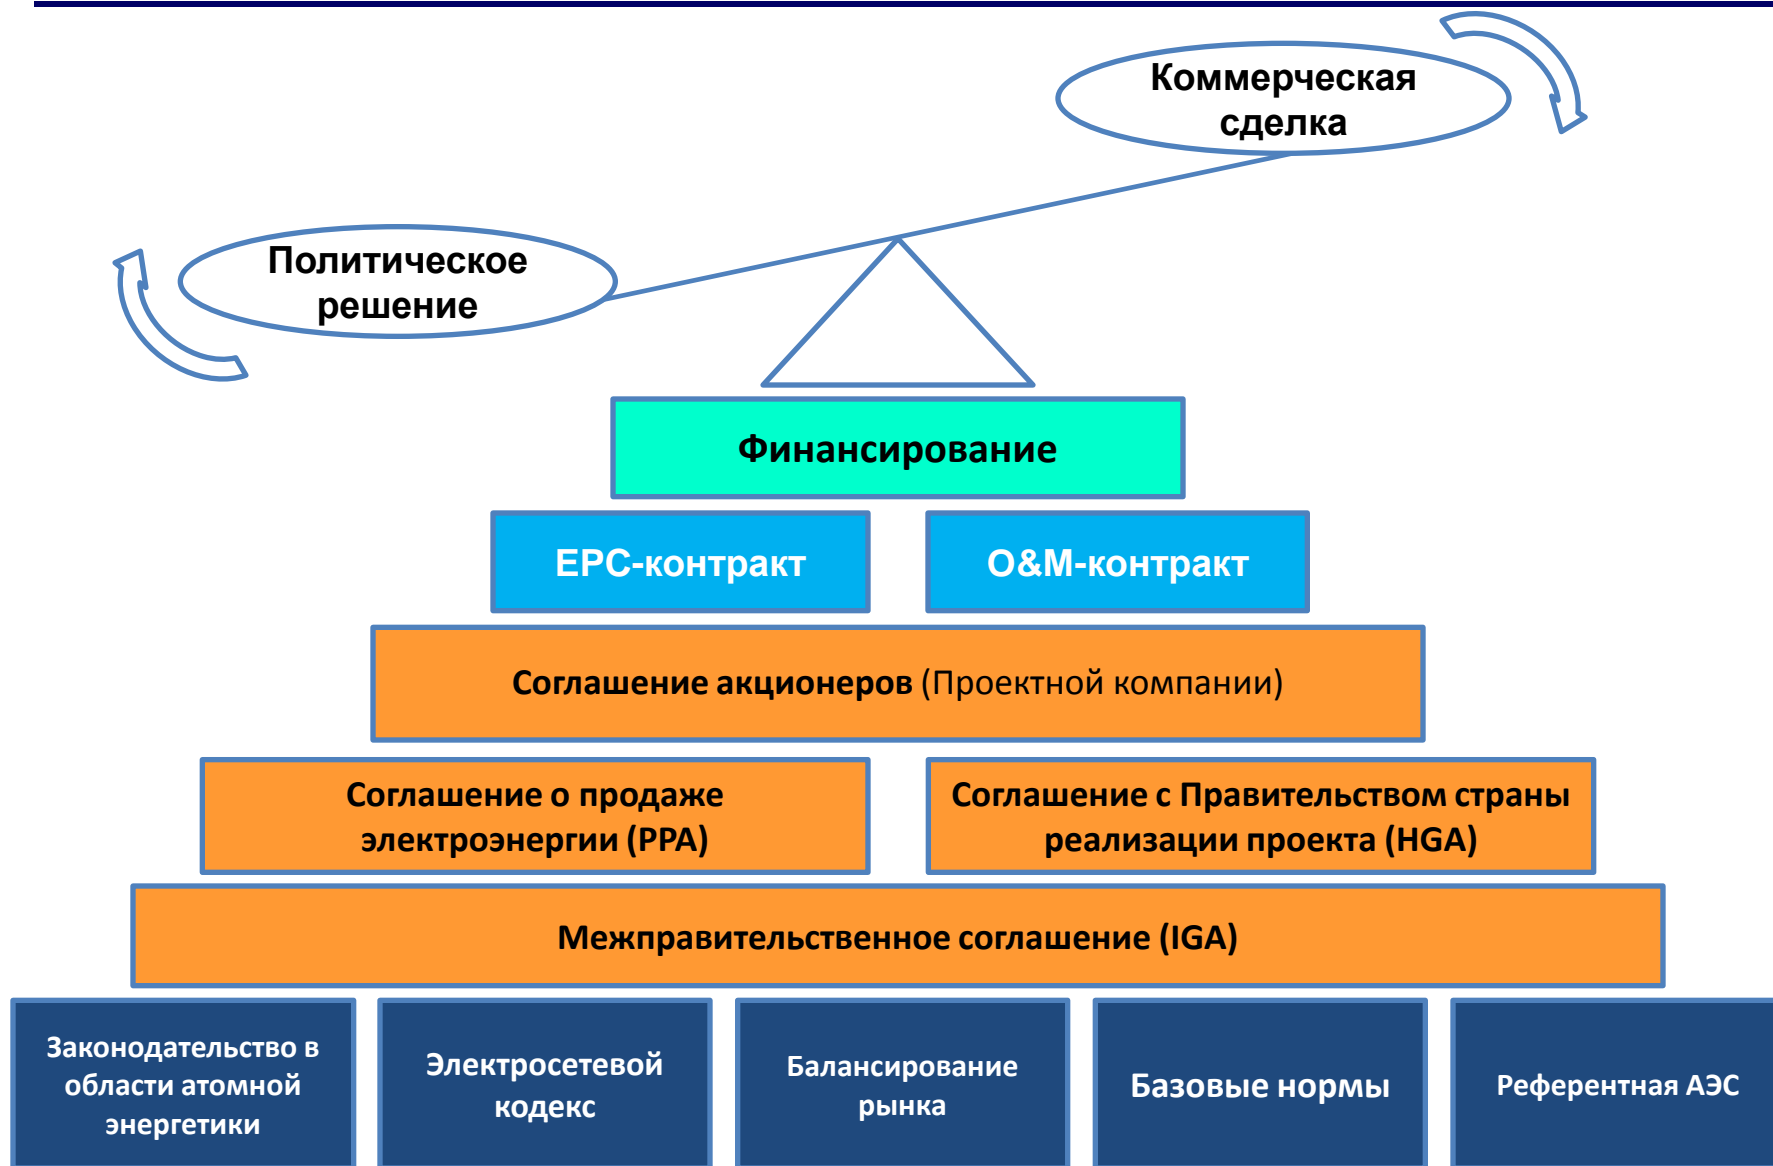 Коммерческая
сделка
Политическое
решение
Финансирование
EPC-контракт
O&M-контракт
Соглашение акционеров (Проектной компании)
Соглашение о продаже
электроэнергии (PPA)
Соглашение с Правительством страны
реализации проекта (HGA)
Межправительственное соглашение (IGA)
Законодательство в
области атомной
энергетики
Электросетевой
кодекс
Балансирование
рынка
Базовые нормы
Референтная АЭС